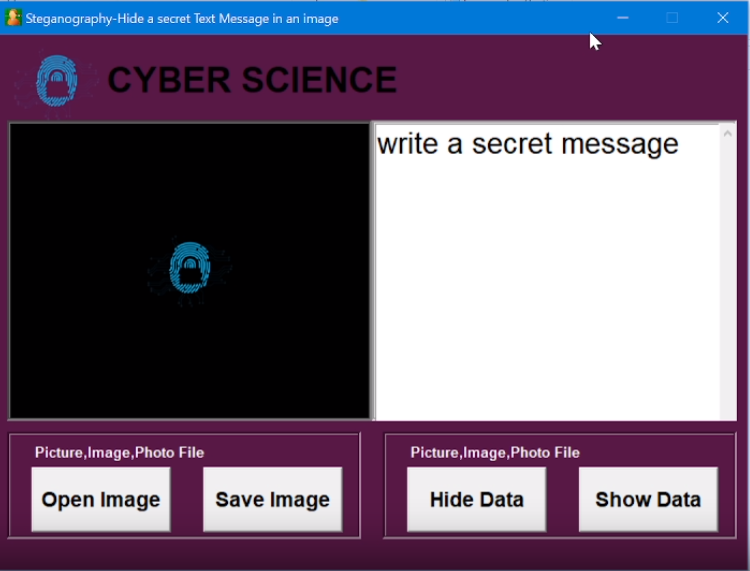 Steganography-Hide a secret Text Message in an image
CYBER SCIENCE
write a secret message
Picture,Image,Photo File
Open Image
Save Image
Picture,Image,Photo File
Hide Data
Show Data